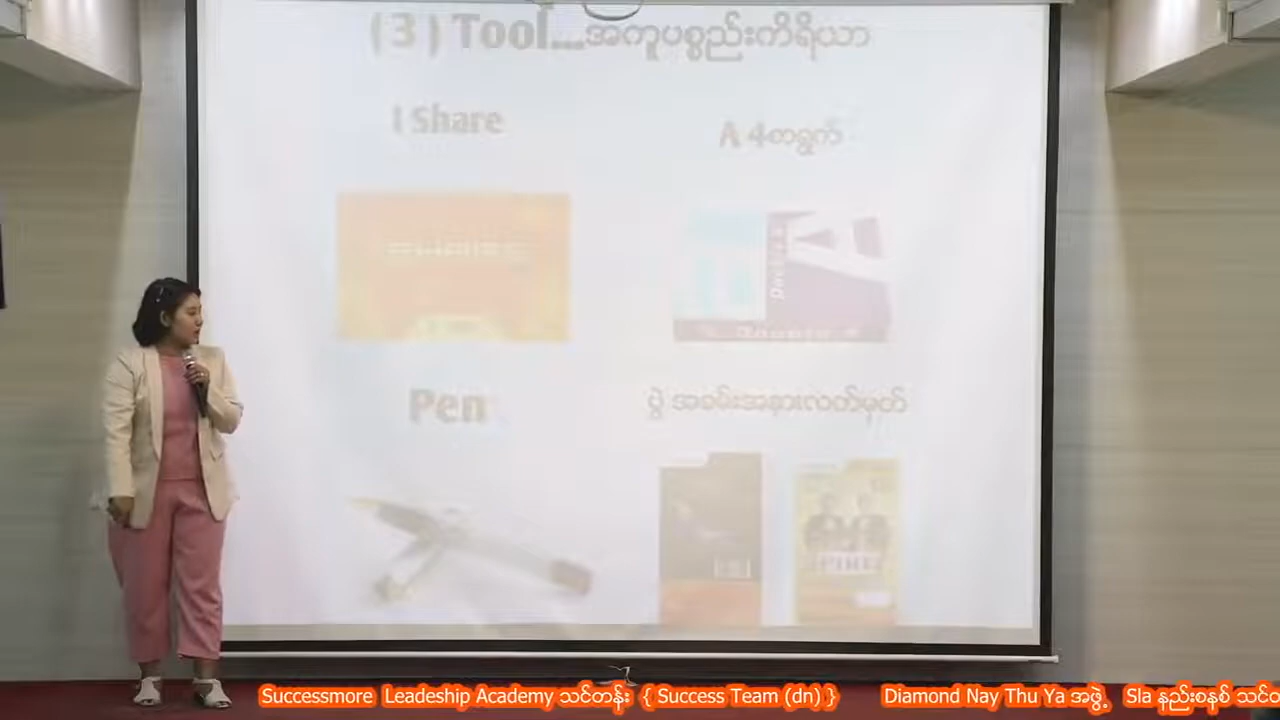 ( 3 ) Tool...အကူပစ္စည်းကိရိယာ
I Share
A 4စာရွက်
Double A
Pen
ပွဲ အခမ်းအနားလက်မှတ်
Successmore Leadeship Academy သင်တန်း { Success Team (dn) } Diamond Nay Thu Ya အဖွဲ့ Sla နည်းစနစ်